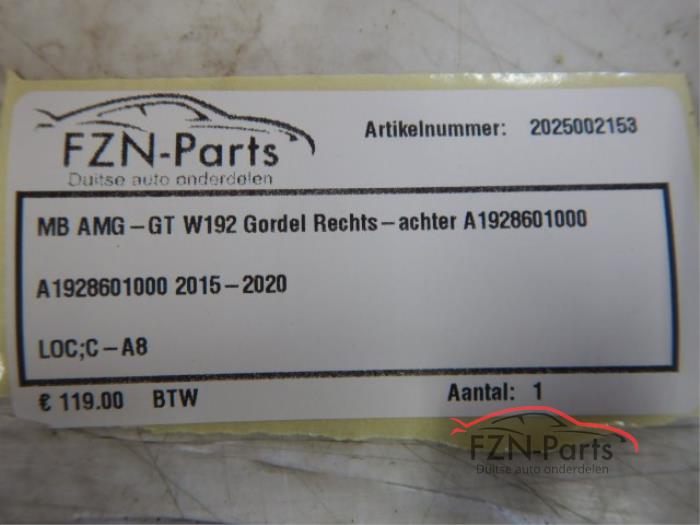 FZN-Parts
Duitse auto onderdelen
Artikelnummer: 2025002153
MB AMG-GT W192 Gordel Rechts-achter A1928601000
A1928601000 2015-2020
LOC;C-A8
€ 119.00 BTW
Aantal: 1
FZN-Parts
Duitse auto onderdelen